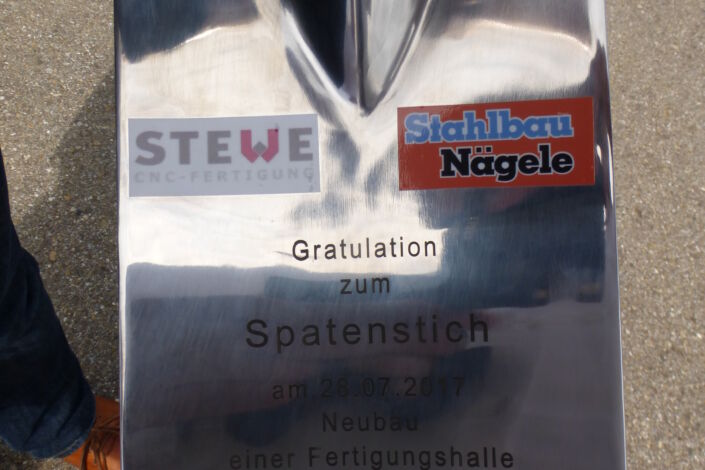 STEWE
CNC-FERTIGUNG
Stahlbau
Nägele
Gratulation
zum
Spatenstich
am 28.07.2017
Neubau
einer Fertigungshalle